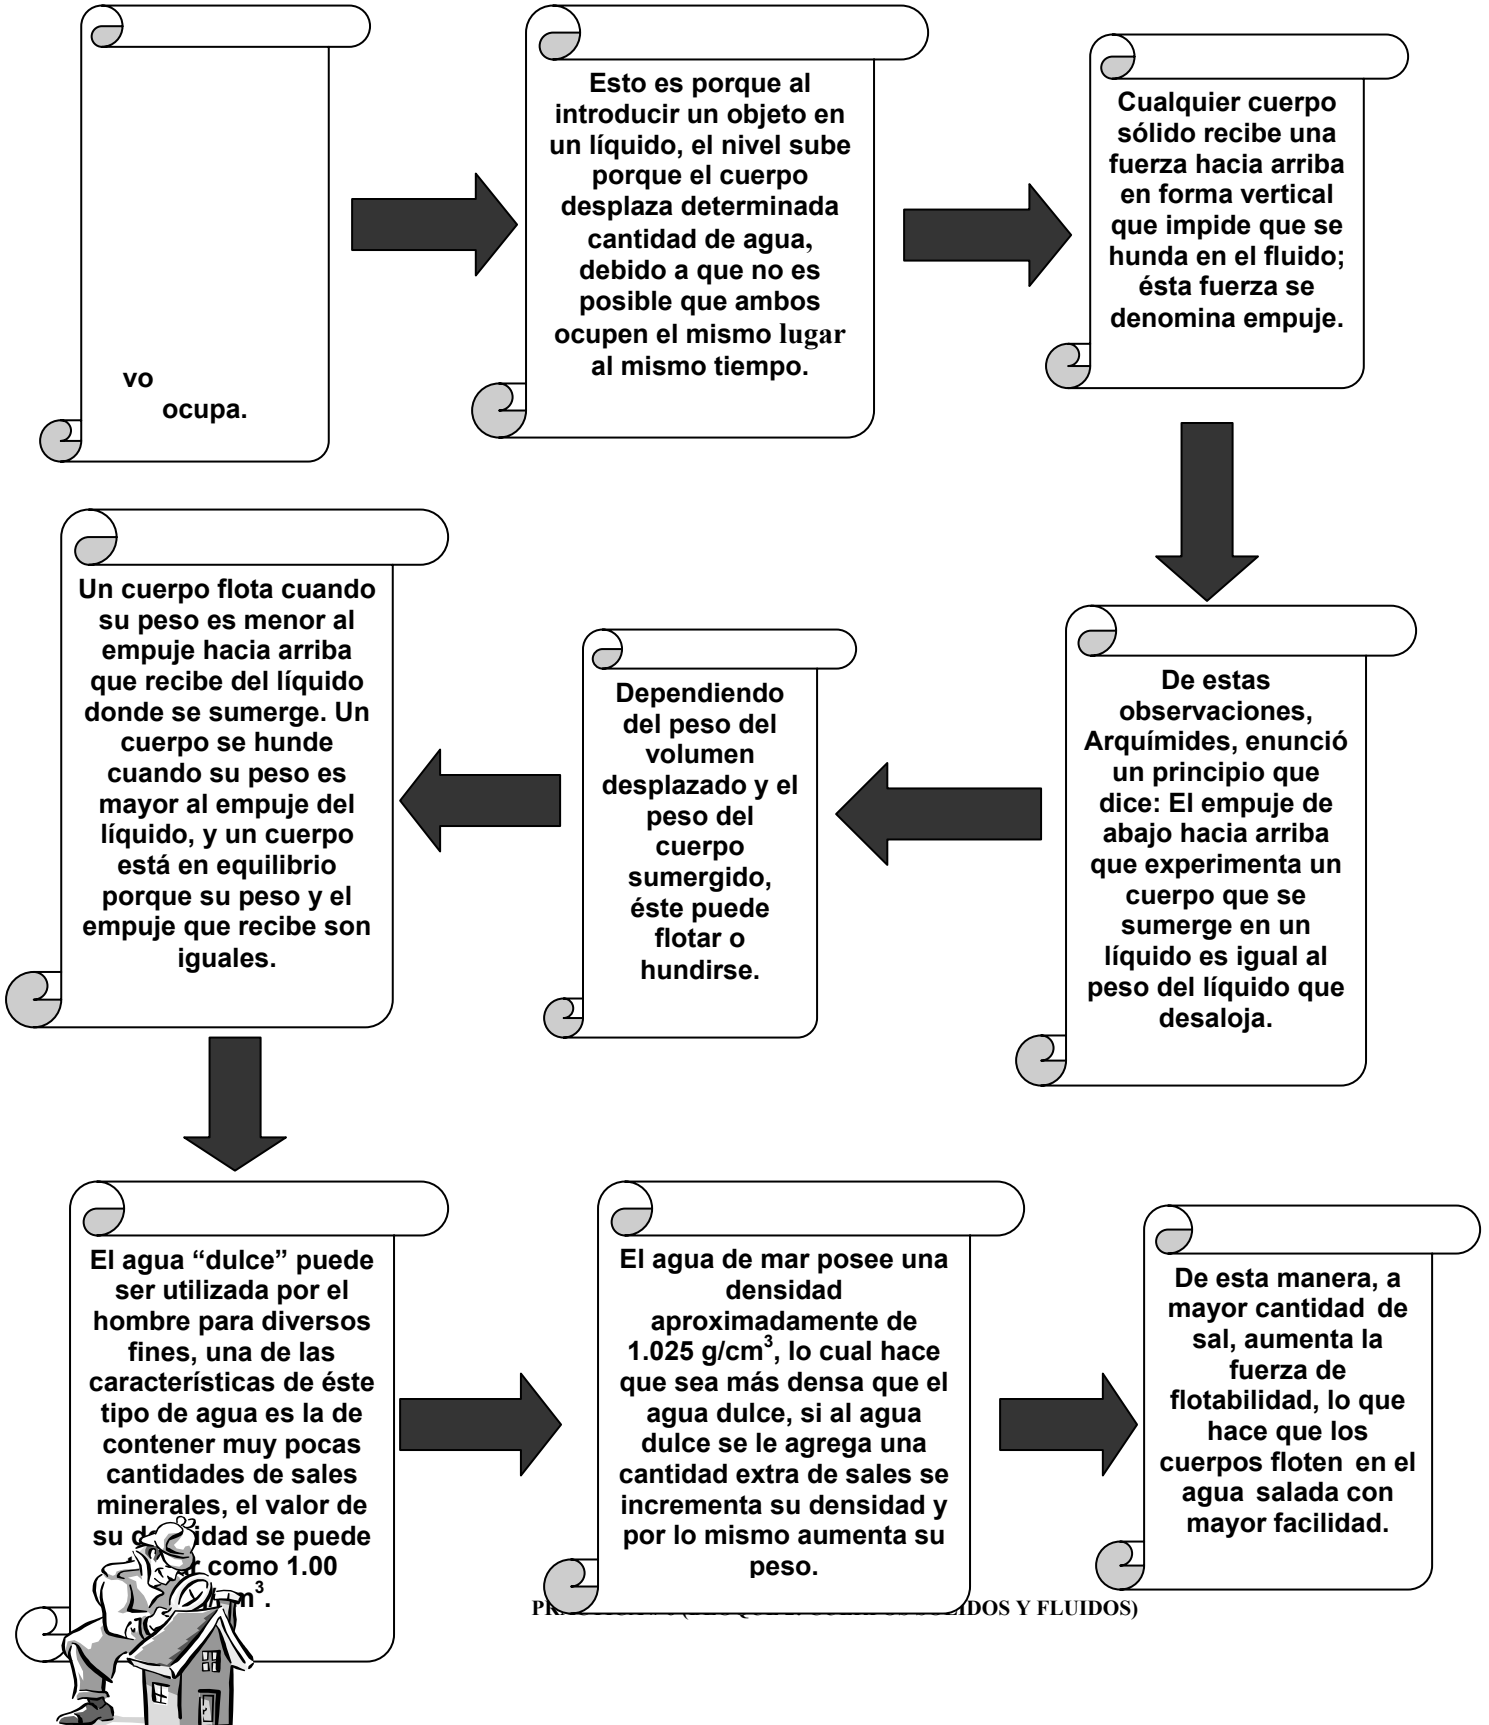 vo
ocupa.
Esto es porque al
introducir un objeto en
un líquido, el nivel sube
porque el cuerpo
desplaza determinada
cantidad de agua,
debido a que no es
posible que ambos
ocupen el mismo lugar
al mismo tiempo.
Cualquier cuerpo
sólido recibe una
fuerza hacia arriba
en forma vertical
que impide que se
hunda en el fluido;
ésta fuerza se
denomina empuje.
De estas
observaciones,
Arquímides, enunció
un principio que
dice: El empuje de
abajo hacia arriba
que experimenta un
cuerpo que se
sumerge en un
líquido es igual al
peso del líquido que
desaloja.
Dependiendo
del peso del
volumen
desplazado y el
peso del
cuerpo
sumergido,
éste puede
flotar o
hundirse.
Un cuerpo flota cuando
su peso es menor al
empuje hacia arriba
que recibe del líquido
donde se sumerge. Un
cuerpo se hunde
cuando su peso es
mayor al empuje del
líquido, y un cuerpo
está en equilibrio
porque su peso y el
empuje que recibe son
iguales.
El agua “dulce” puede
ser utilizada por el
hombre para diversos
fines, una de las
características de éste
tipo de agua es la de
contener muy pocas
cantidades de sales
minerales, el valor de
su se puede
como 1.00
El agua de mar posee una
densidad
aproximadamente de
1.025 g/cm³, lo cual hace
que sea más densa que el
agua dulce, si al agua
dulce se le agrega una
cantidad extra de sales se
incrementa su densidad y
por lo mismo aumenta su
peso.
De esta manera, a
mayor cantidad de
sal, aumenta la
fuerza de
flotabilidad, lo que
hace que los
cuerpos floten en el
agua salada con
mayor facilidad.
Y FLUIDOS)